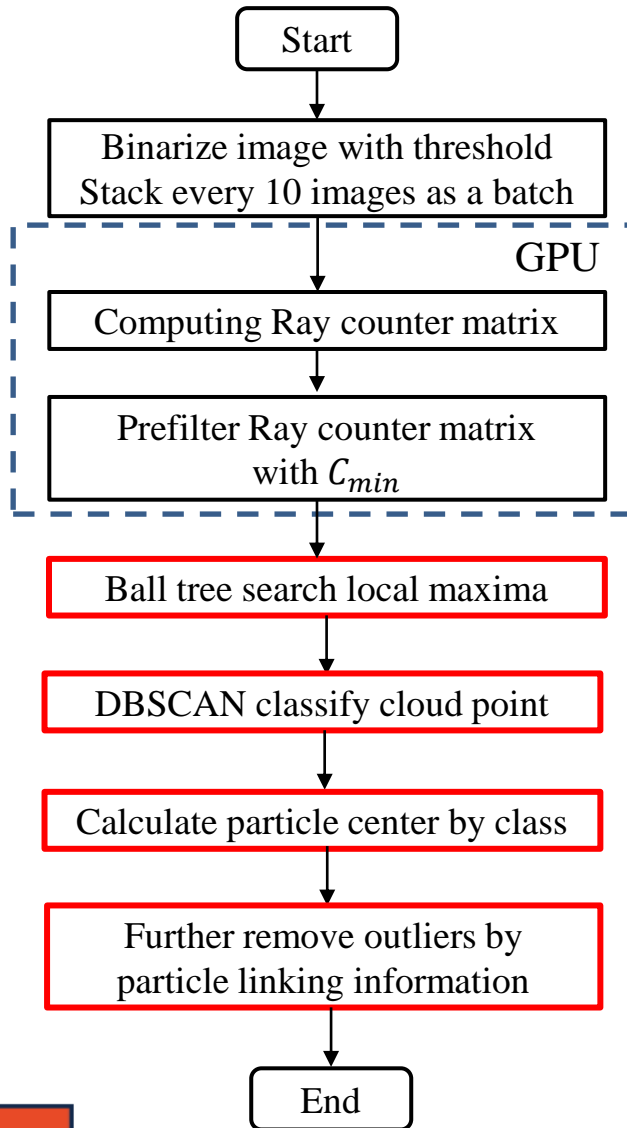 Start
Binarize image with threshold
Stack every 10 images as a batch
GPU
Computing Ray counter matrix
Prefilter Ray counter matrix
with C_{min}
Ball tree search local maxima
DBSCAN classify cloud point
Calculate particle center by class
Further remove outliers by
particle linking information
End